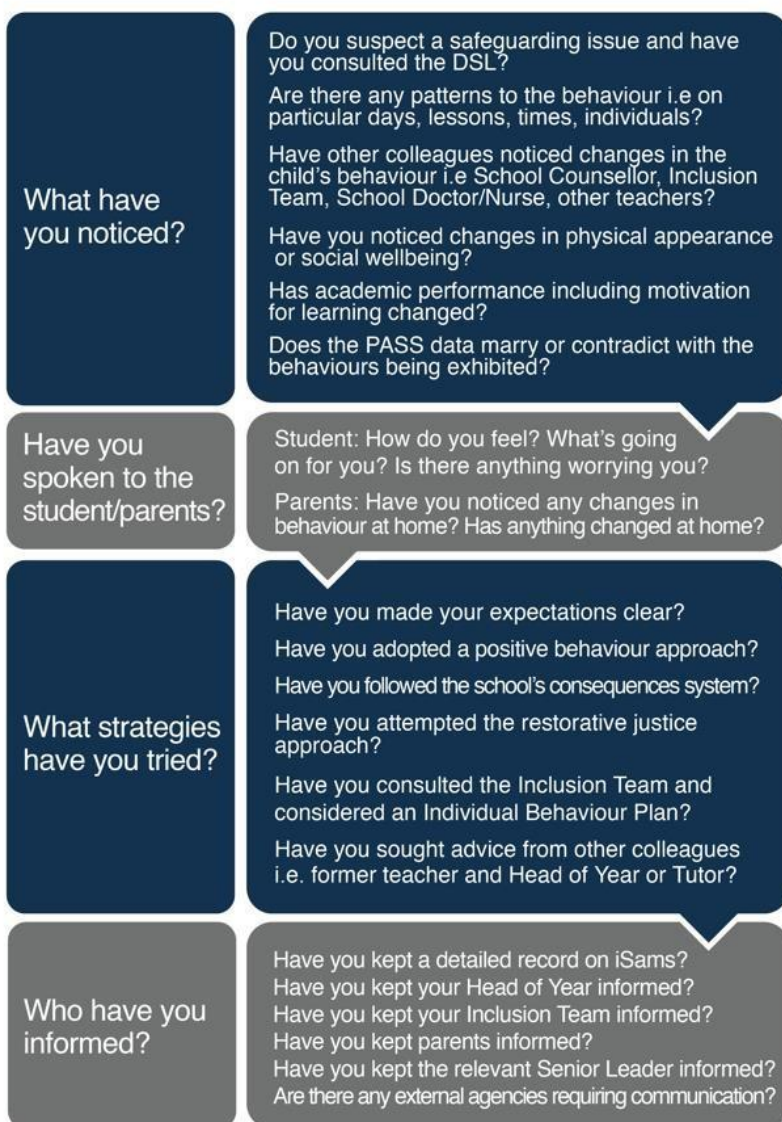 What have
you noticed?
Do you suspect a safeguarding issue and have
you consulted the DSL?
Are there any patterns to the behaviour i.e on
particular days, lessons, times, individuals?
Have other colleagues noticed changes in the
child's behaviour i.e School Counsellor, Inclusion
Team, School Doctor/Nurse, other teachers?
Have you noticed changes in physical appearance
or social wellbeing?
Has academic performance including motivation
for learning changed?
Does the PASS data marry or contradict with the
behaviours being exhibited?
Have you
spoken to the
student/parents?
Student: How do you feel? What's going
on for you? Is there anything worrying you?
Parents: Have you noticed any changes in
behaviour at home? Has anything changed at home?
What strategies
have you tried?
Have you made your expectations clear?
Have you adopted a positive behaviour approach?
Have you followed the school's consequences system?
Have you attempted the restorative justice
approach?
Have you consulted the Inclusion Team and
considered an Individual Behaviour Plan?
Have you sought advice from other colleagues
i.e. former teacher and Head of Year or Tutor?
Who have you
informed?
Have you kept a detailed record on iSams?
Have you kept your Head of Year informed?
Have you kept your Inclusion Team informed?
Have you kept parents informed?
Have you kept the relevant Senior Leader informed?
Are there any external agencies requiring communication?